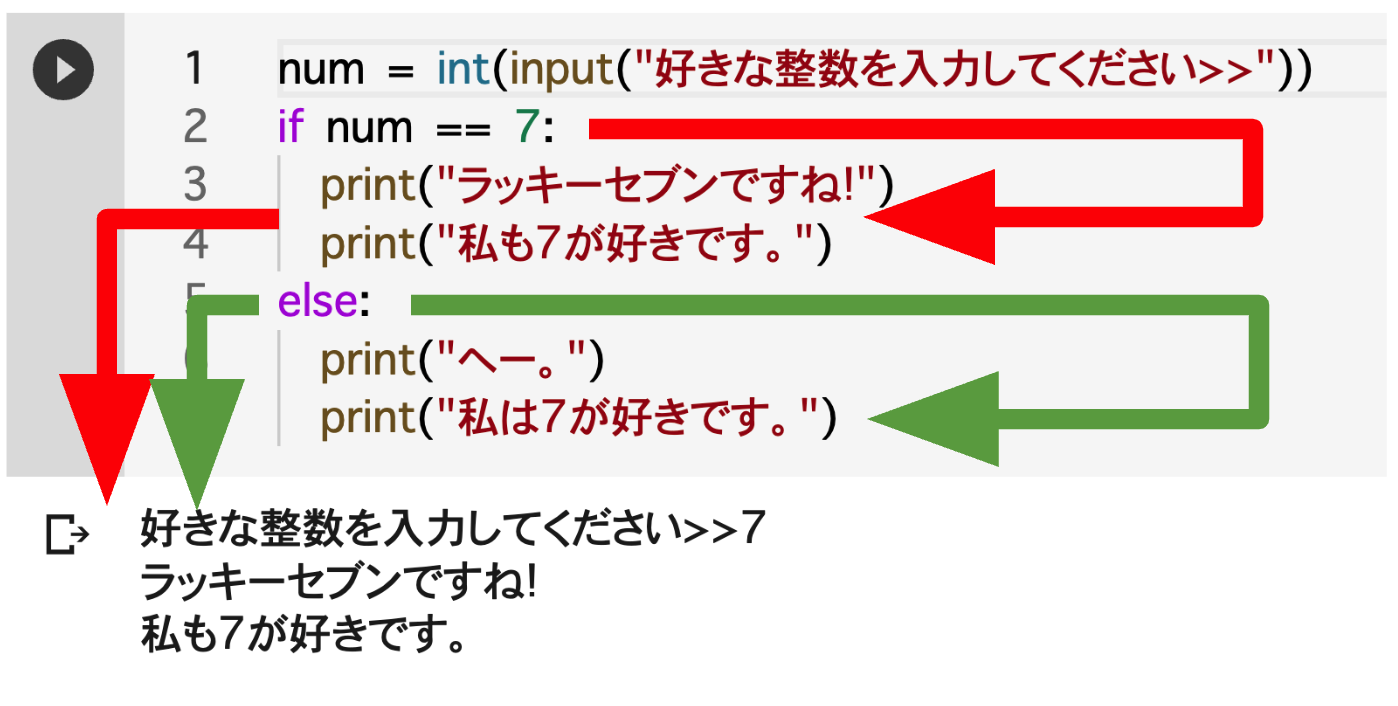 1 num = int(input("好きな整数を入力してください>>"))
2 if num == 7:
3 print("ラッキーセブンですね!")
4 print("私も7が好きです。")
5 else:
print("へー。")
print("私は7が好きです。")
好きな整数を入力してください>>7
ラッキーセブンですね!
私も7が好きです。